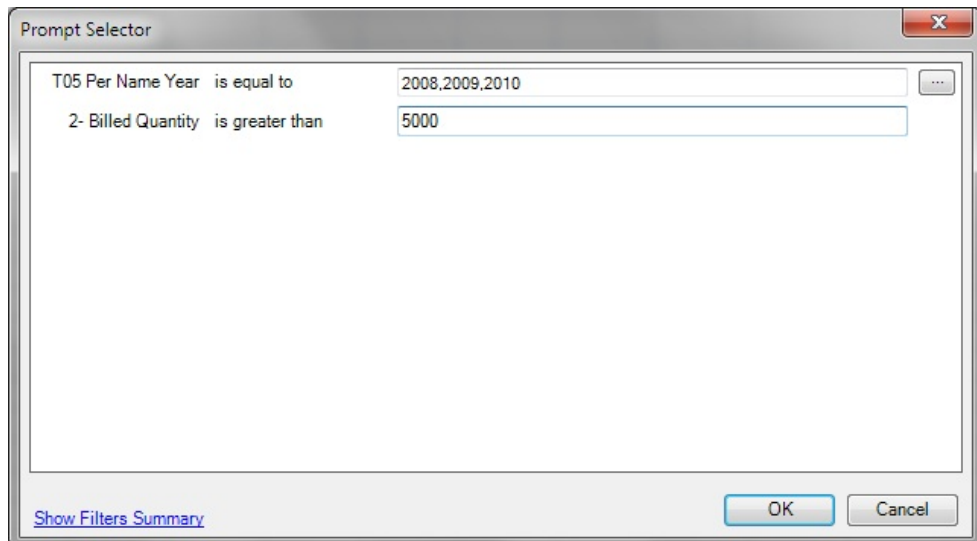 Prompt Selector
T05 Per Name Year is equal to 2008,2009,2010 ...
2- Billed Quantity is greater than 5000
Show Filters Summary OK Cancel